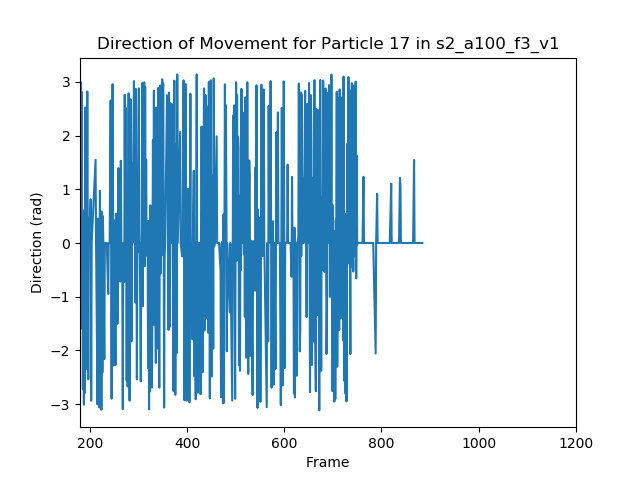 Direction of Movement for Particle 17 in s2_a100_f3_v1
3
2
1
0
−1
−2
−3
Direction (rad)
200 400 600 800 1000 1200
Frame